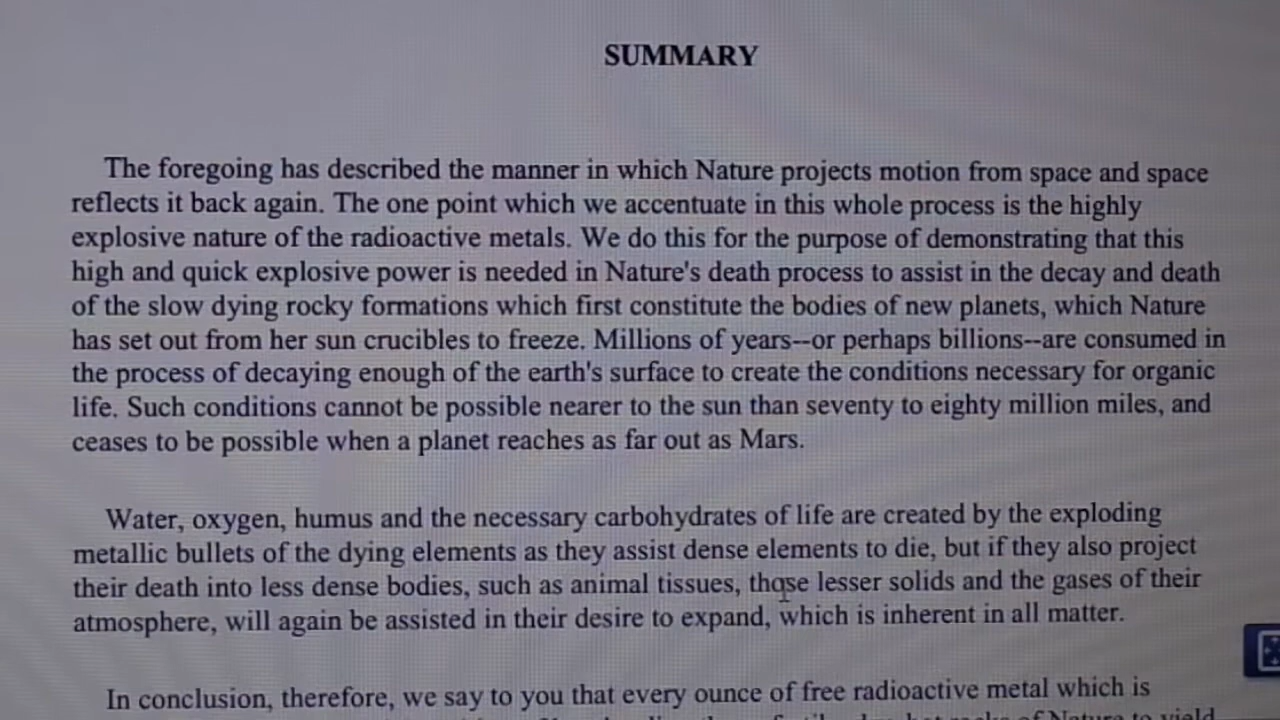 SUMMARY
The foregoing has described the manner in which Nature projects motion from space and space
reflects it back again. The one point which we accentuate in this whole process is the highly
explosive nature of the radioactive metals. We do this for the purpose of demonstrating that this
high and quick explosive power is needed in Nature's death process to assist in the decay and death
of the slow dying rocky formations which first constitute the bodies of new planets, which Nature
has set out from her sun crucibles to freeze. Millions of years--or perhaps billions--are consumed in
the process of decaying enough of the earth's surface to create the conditions necessary for organic
life. Such conditions cannot be possible nearer to the sun than seventy to eighty million miles, and
ceases to be possible when a planet reaches as far out as Mars.
Water, oxygen, humus and the necessary carbohydrates of life are created by the exploding
metallic bullets of the dying elements as they assist dense elements to die, but if they also project
their death into less dense bodies, such as animal tissues, those lesser solids and the gases of their
atmosphere, will again be assisted in their desire to expand, which is inherent in all matter.
In conclusion, therefore, we say to you that every ounce of free radioactive metal which is
rocks of Nature to yield